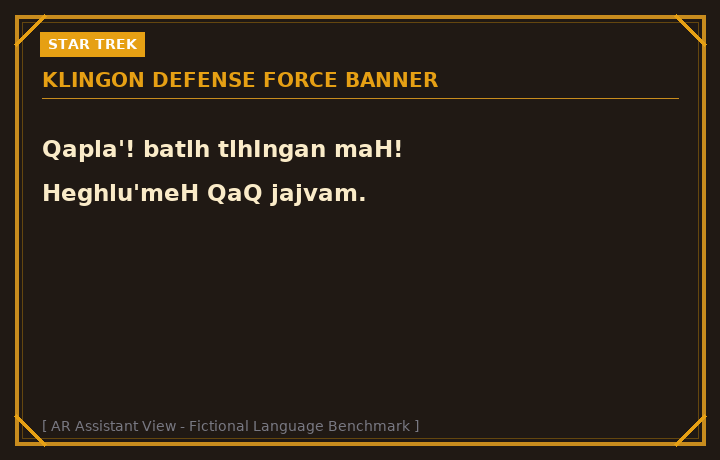 STAR TREK
KLINGON DEFENSE FORCE BANNER
Qapla'! batlh tlhIngan maH!
Heghlu'meH QaQ jajvam.
[ AR Assistant View - Fictional Language Benchmark ]